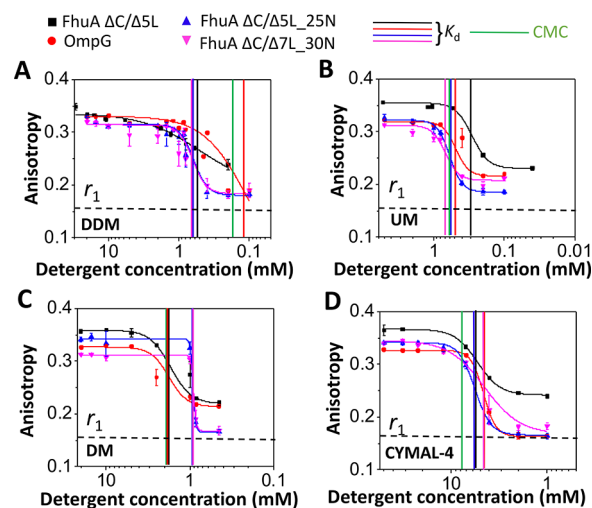 FhuA ΔC/Δ5L
FhuA ΔC/Δ5L_25N
OmpG
FhuA ΔC/Δ7L_30N
} Kd
CMC
A
0.4
0.3
0.2
0.1
Anisotropy
r1
DDM
10
1
0.1
Detergent concentration (mM)
B
0.4
0.3
0.2
0.1
Anisotropy
r1
UM
1
0.1
0.01
Detergent concentration (mM)
C
0.4
0.3
0.2
0.1
Anisotropy
r1
DM
10
1
0.1
Detergent concentration (mM)
D
0.4
0.3
0.2
0.1
Anisotropy
r1
CYMAL-4
10
1
Detergent concentration (mM)